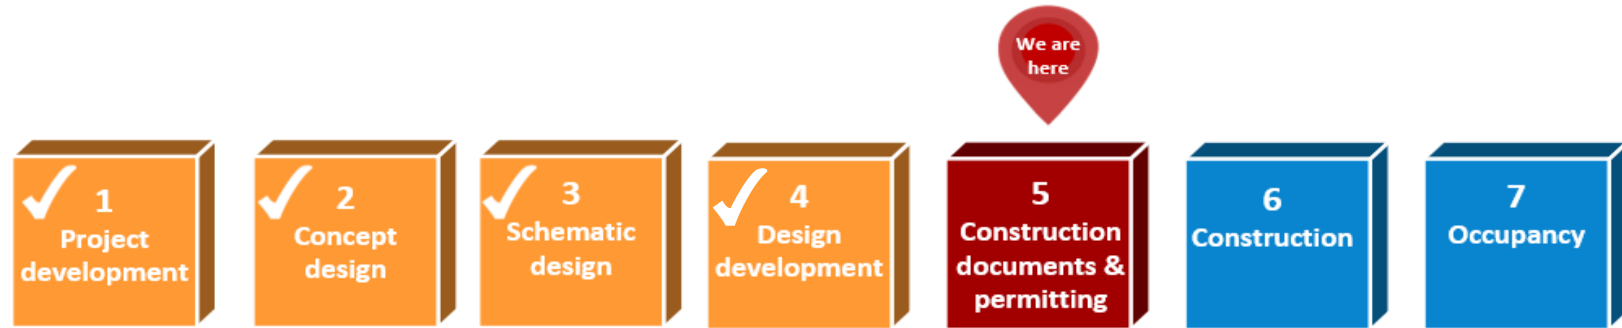 We are
here
1
Project
development
2
Concept
design
3
Schematic
design
4
Design
development
5
Construction
documents &
permitting
6
Construction
7
Occupancy